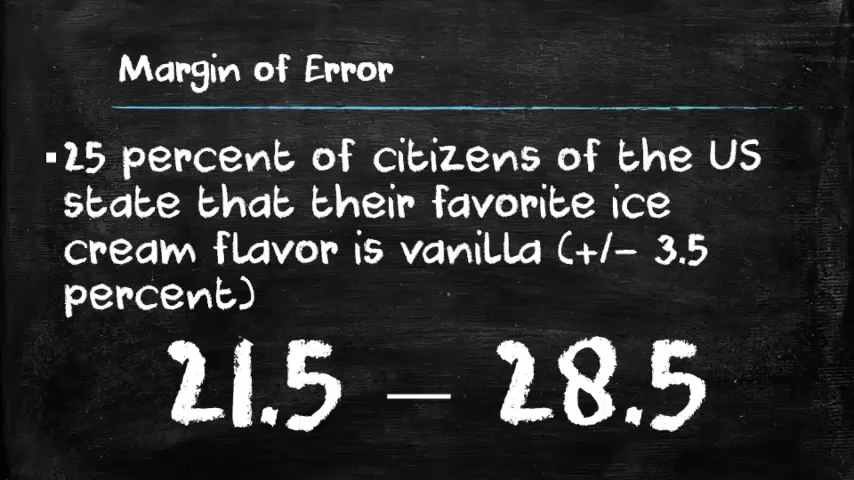 Margin of Error
▪25 percent of citizens of the US
state that their favorite ice
cream flavor is vanilla (+/- 3.5
percent)
21.5 — 28.5